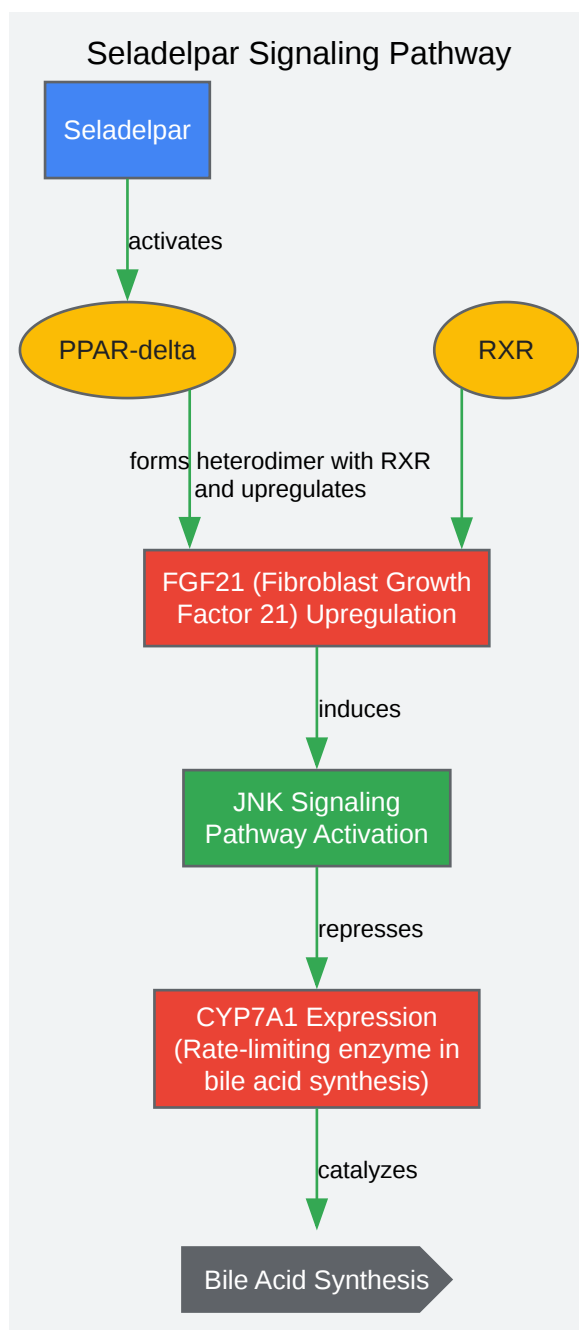 Seladelpar Signaling Pathway
Seladelpar
activates
PPAR-delta
RXR
forms heterodimer with RXR
and upregulates
FGF21 (Fibroblast Growth
Factor 21) Upregulation
induces
JNK Signaling
Pathway Activation
represses
CYP7A1 Expression
(Rate-limiting enzyme in
bile acid synthesis)
catalyzes
Bile Acid Synthesis